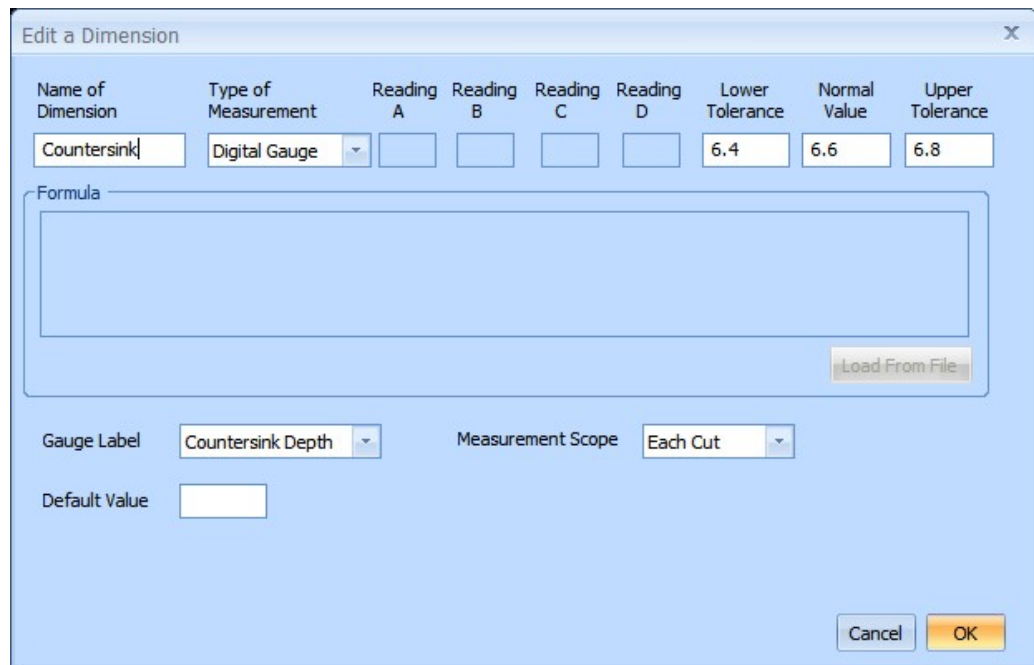 Edit a Dimension
x
Name of Dimension
Type of Measurement
Reading A
Reading B
Reading C
Reading D
Lower Tolerance
Normal Value
Upper Tolerance
Countersink
Digital Gauge
6.4
6.6
6.8
Formula
Load From File
Gauge Label
Countersink Depth
Measurement Scope
Each Cut
Default Value
Cancel
OK